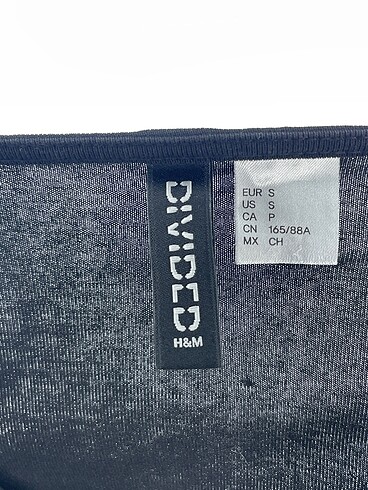 DIVIDED
H&M
EUR S
US S
CA P
CN 165/88A
MX CH